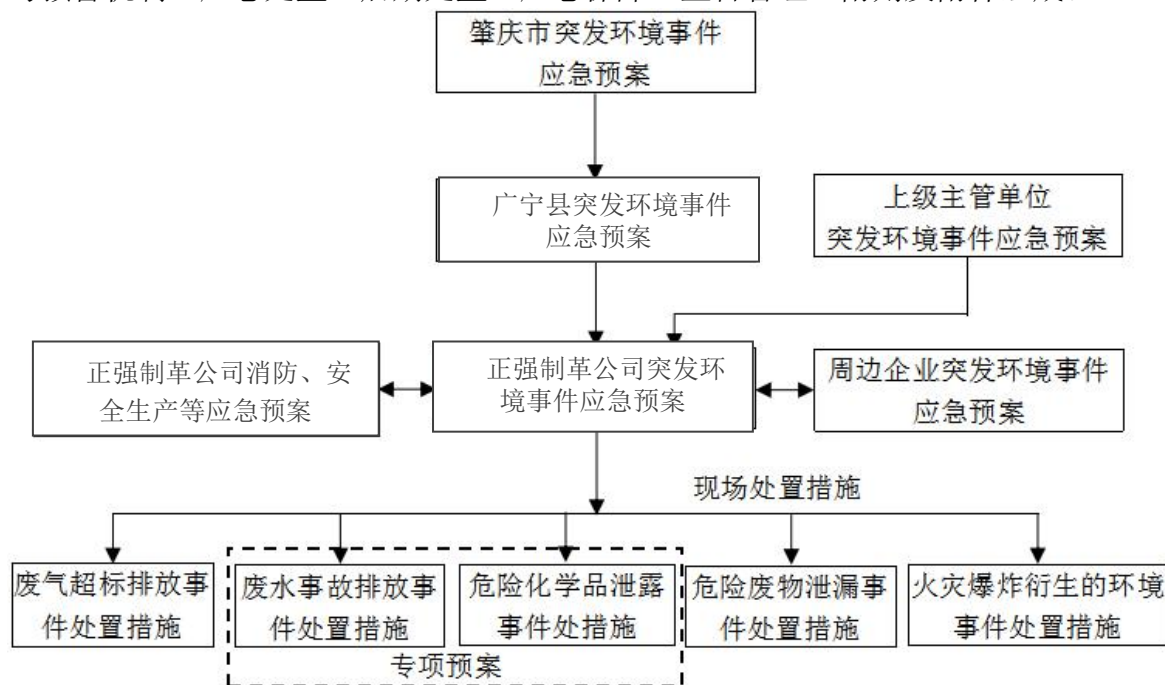 肇庆市突发环境事件
应急预案
广宁县突发环境事件
应急预案
上级主管单位
突发环境事件应急预案
正强制革公司消防、安
全生产等应急预案
正强制革公司突发环
境事件应急预案
周边企业突发环境事件
应急预案
现场处置措施
废气超标排放事
件处置措施
废水事故排放事
件处置措施
危险化学品泄露
事件处措施
危险废物泄漏事
件处置措施
火灾爆炸衍生的环境
事件处置措施
专项预案